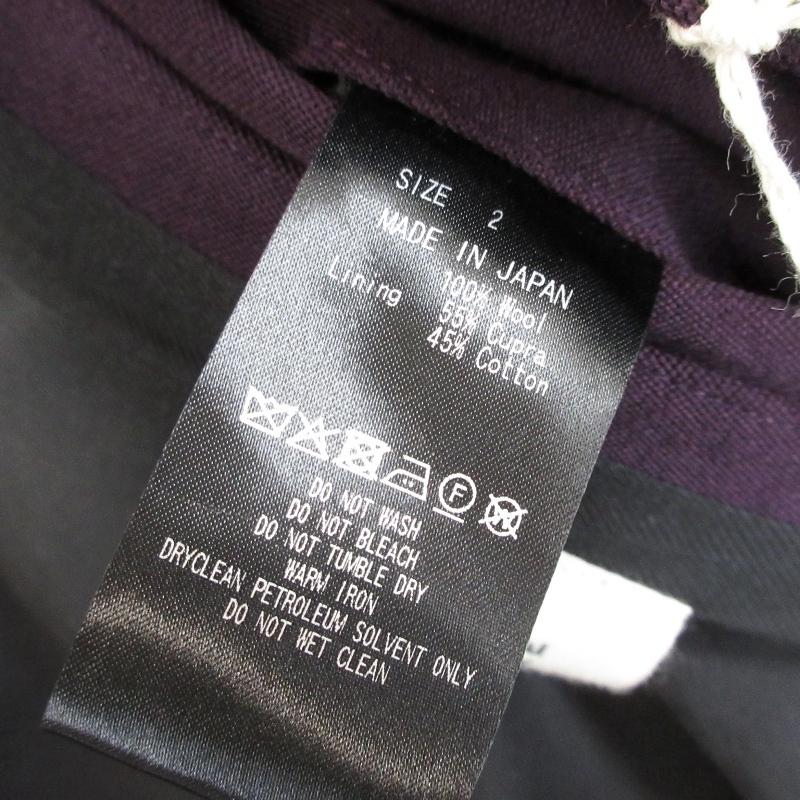 SIZE 2
MADE IN JAPAN
100% Wool
Lining 55% Cupra
45% Cotton
F W
DO NOT WASH
DO NOT BLEACH
DO NOT TUMBLE DRY
WARM IRON
DRYCLEAN PETROLEUM SOLVENT ONLY
DO NOT WET CLEAN